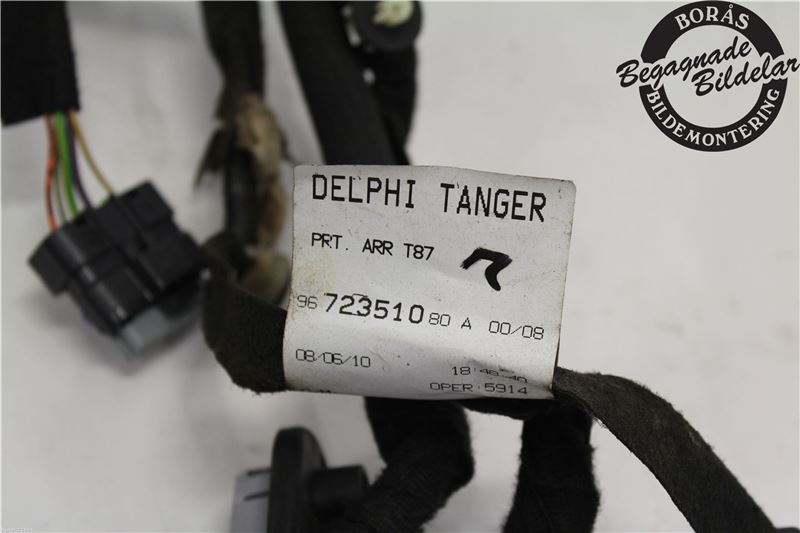 BORÅS
Begagnade
Bildelar
BILDEMONTERING
DELPHI TANGER
PRT. ARR T87
R
96 723510 80 A 00/08
08/06/10
OPER:5914